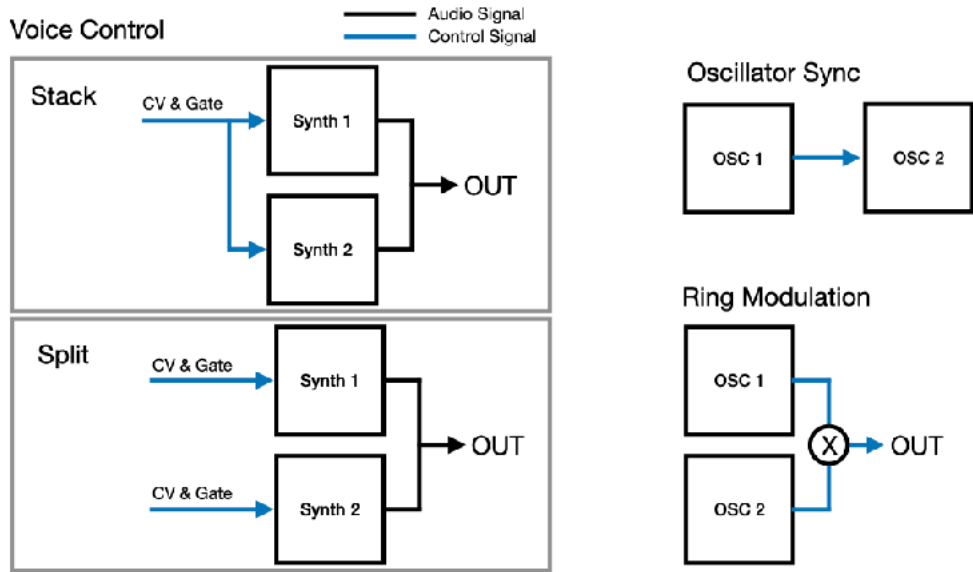 Voice Control
Audio Signal
Control Signal
Stack
CV & Gate
Synth 1
Synth 2
OUT
Split
CV & Gate
Synth 1
CV & Gate
Synth 2
OUT
Oscillator Sync
OSC 1
OSC 2
Ring Modulation
OSC 1
OSC 2
X
OUT